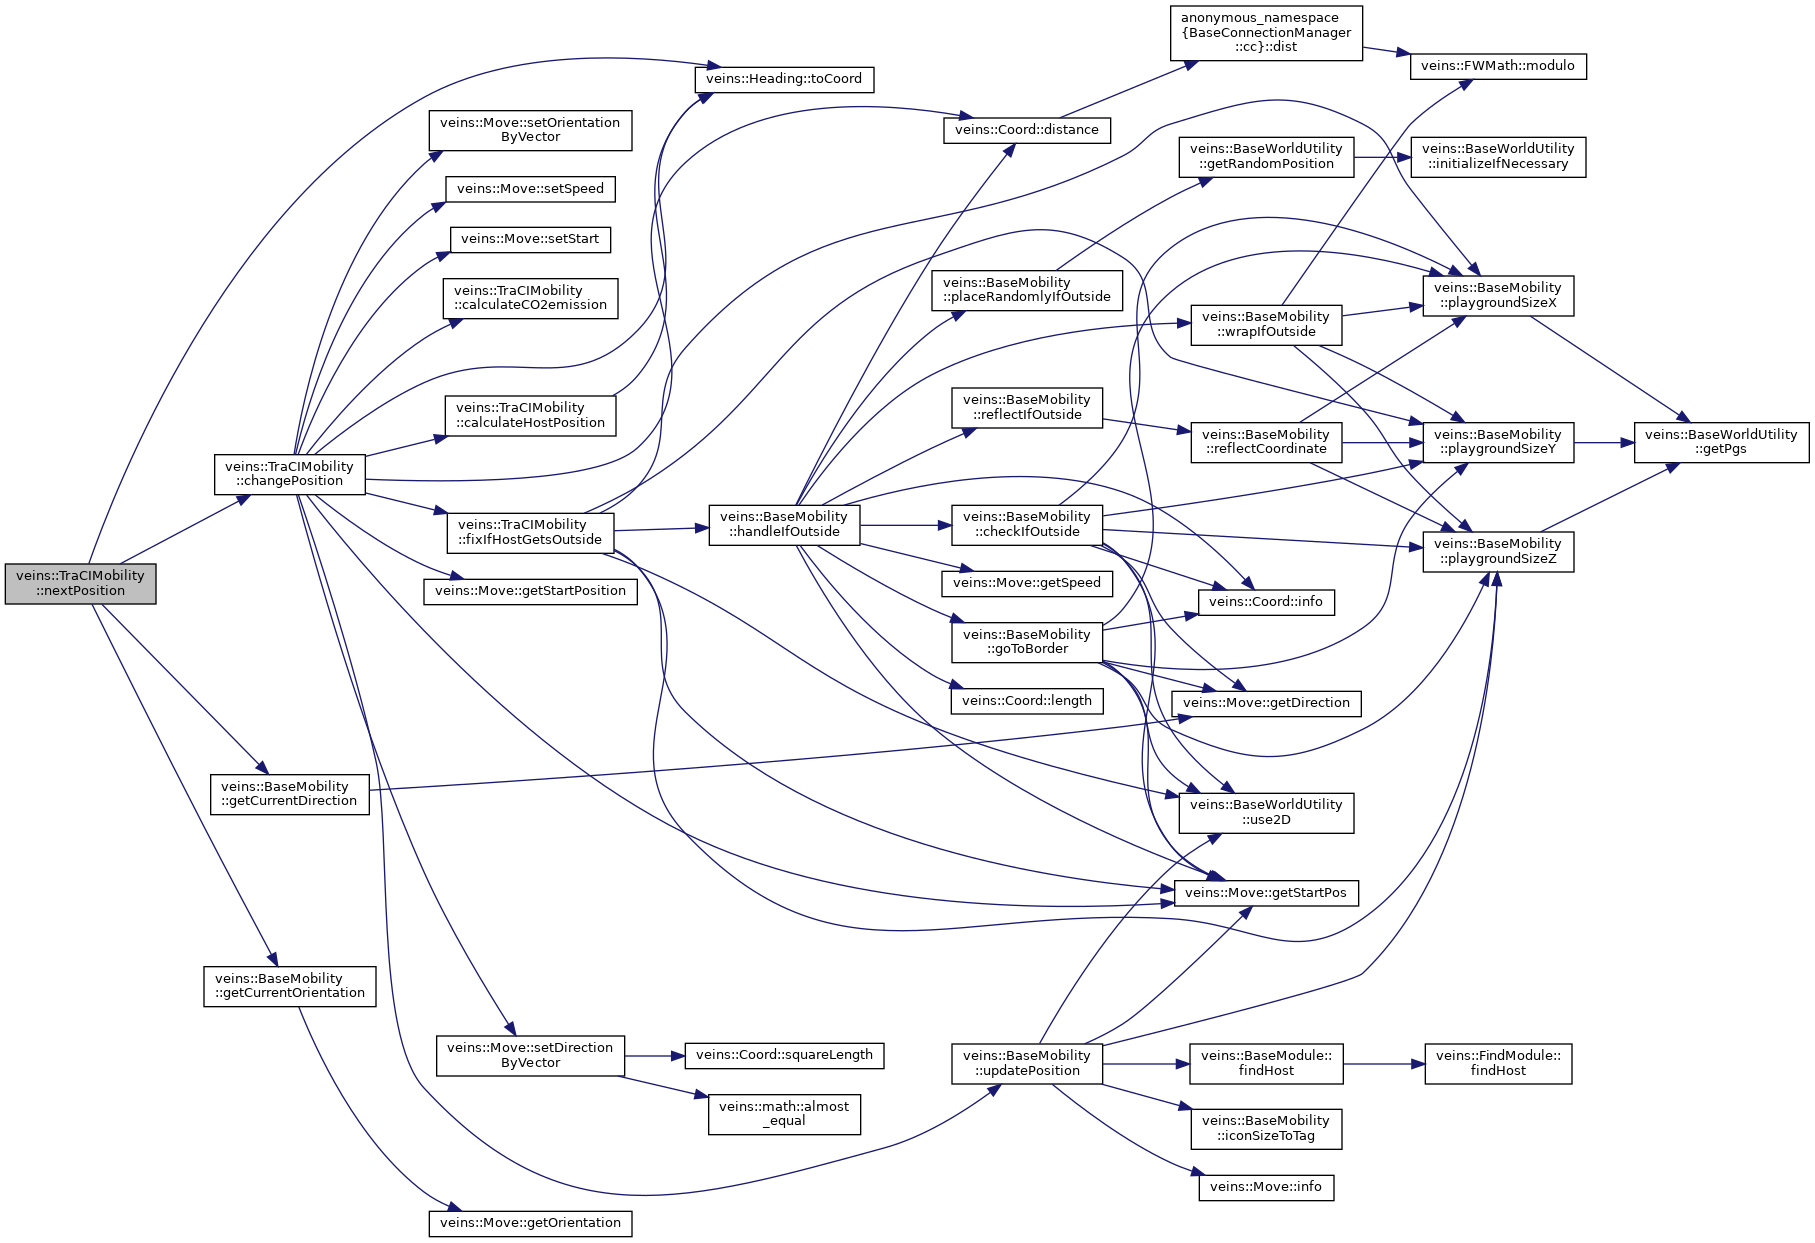 veins::TraCIMobility
::nextPosition
veins::TraCIMobility
::changePosition
veins::BaseMobility
::getCurrentDirection
veins::BaseMobility
::getCurrentOrientation
veins::Move::setOrientation
ByVector
veins::Move::setSpeed
veins::Move::setStart
veins::TraCIMobility
::calculateCO2emission
veins::TraCIMobility
::calculateHostPosition
veins::TraCIMobility
::fixIfHostGetsOutside
veins::Move::getStartPosition
veins::Move::setDirection
ByVector
veins::Move::getOrientation
veins::Heading::toCoord
veins::BaseMobility
::handleIfOutside
veins::Coord::squareLength
veins::math::almost
_equal
veins::Coord::distance
veins::BaseMobility
::placeRandomlyIfOutside
veins::BaseMobility
::reflectIfOutside
veins::BaseMobility
::checkIfOutside
veins::Move::getSpeed
veins::BaseMobility
::goToBorder
veins::Coord::length
veins::BaseMobility
::updatePosition
anonymous_namespace
{BaseConnectionManager
::cc}::dist
veins::BaseWorldUtility
::getRandomPosition
veins::BaseMobility
::wrapIfOutside
veins::BaseMobility
::reflectCoordinate
veins::Coord::info
veins::Move::getDirection
veins::BaseWorldUtility
::use2D
veins::Move::getStartPos
veins::BaseModule::
findHost
veins::BaseMobility
::iconSizeToTag
veins::Move::info
veins::FWMath::modulo
veins::BaseWorldUtility
::initializeIfNecessary
veins::BaseMobility
::playgroundSizeX
veins::BaseMobility
::playgroundSizeY
veins::BaseMobility
::playgroundSizeZ
veins::FindModule::
findHost
veins::BaseWorldUtility
::getPgs